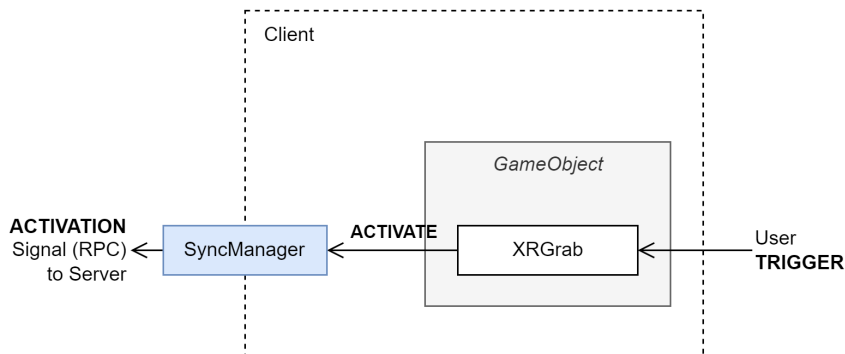 Client
GameObject
ACTIVATION
Signal (RPC)
to Server
SyncManager
ACTIVATE
XRGrab
User
TRIGGER